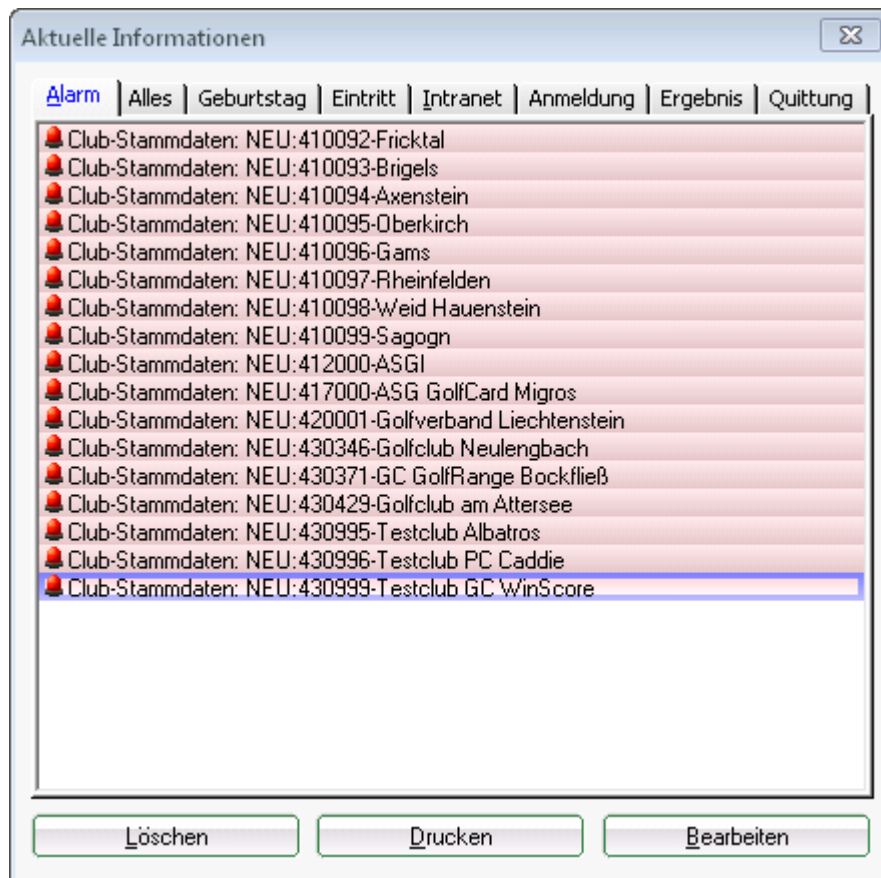 Aktuelle Informationen
Alarm Alles Geburtstag Eintritt Intranet Anmeldung Ergebnis Quittung
Club-Stammdaten: NEU:410092-Fricktal
Club-Stammdaten: NEU:410093-Brigels
Club-Stammdaten: NEU:410094-Axenstein
Club-Stammdaten: NEU:410095-Oberkirch
Club-Stammdaten: NEU:410096-Gams
Club-Stammdaten: NEU:410097-Rheinfelden
Club-Stammdaten: NEU:410098-Weid Hauenstein
Club-Stammdaten: NEU:410099-Sagogn
Club-Stammdaten: NEU:412000-ASGI
Club-Stammdaten: NEU:417000-ASG GolfCard Migros
Club-Stammdaten: NEU:420001-Golfverband Liechtenstein
Club-Stammdaten: NEU:430346-Golfclub Neulengbach
Club-Stammdaten: NEU:430371-GC GolfRange Bockfließ
Club-Stammdaten: NEU:430429-Golfclub am Attersee
Club-Stammdaten: NEU:430995-Testclub Albatros
Club-Stammdaten: NEU:430996-Testclub PC Caddie
Club-Stammdaten: NEU:430999-Testclub GC WinScore
Löschen Drucken Bearbeiten